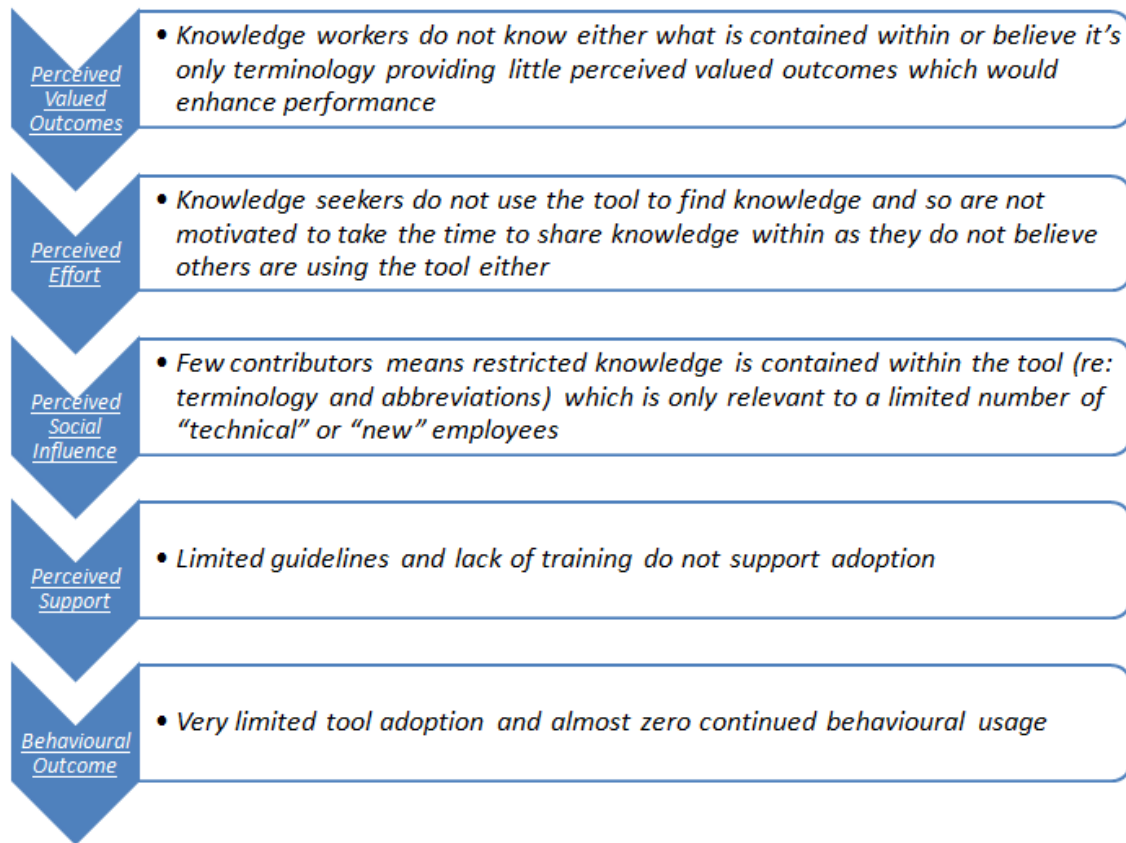 Perceived
Valued
Outcomes
• Knowledge workers do not know either what is contained within or believe it's
only terminology providing little perceived valued outcomes which would
enhance performance
Perceived
Effort
• Knowledge seekers do not use the tool to find knowledge and so are not
motivated to take the time to share knowledge within as they do not believe
others are using the tool either
Perceived
Social
Influence
• Few contributors means restricted knowledge is contained within the tool (re:
terminology and abbreviations) which is only relevant to a limited number of
“technical” or “new” employees
Perceived
Support
• Limited guidelines and lack of training do not support adoption
Behavioural
Outcome
• Very limited tool adoption and almost zero continued behavioural usage